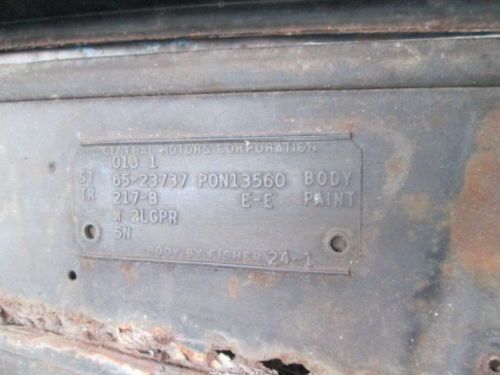 GENERAL MOTORS CORPORATION
01J 1
ST 65-23737 PON13560 BODY
TR 217-B E-E PAINT
W 2LGPR
5N
BODY BY FISHER 24-1